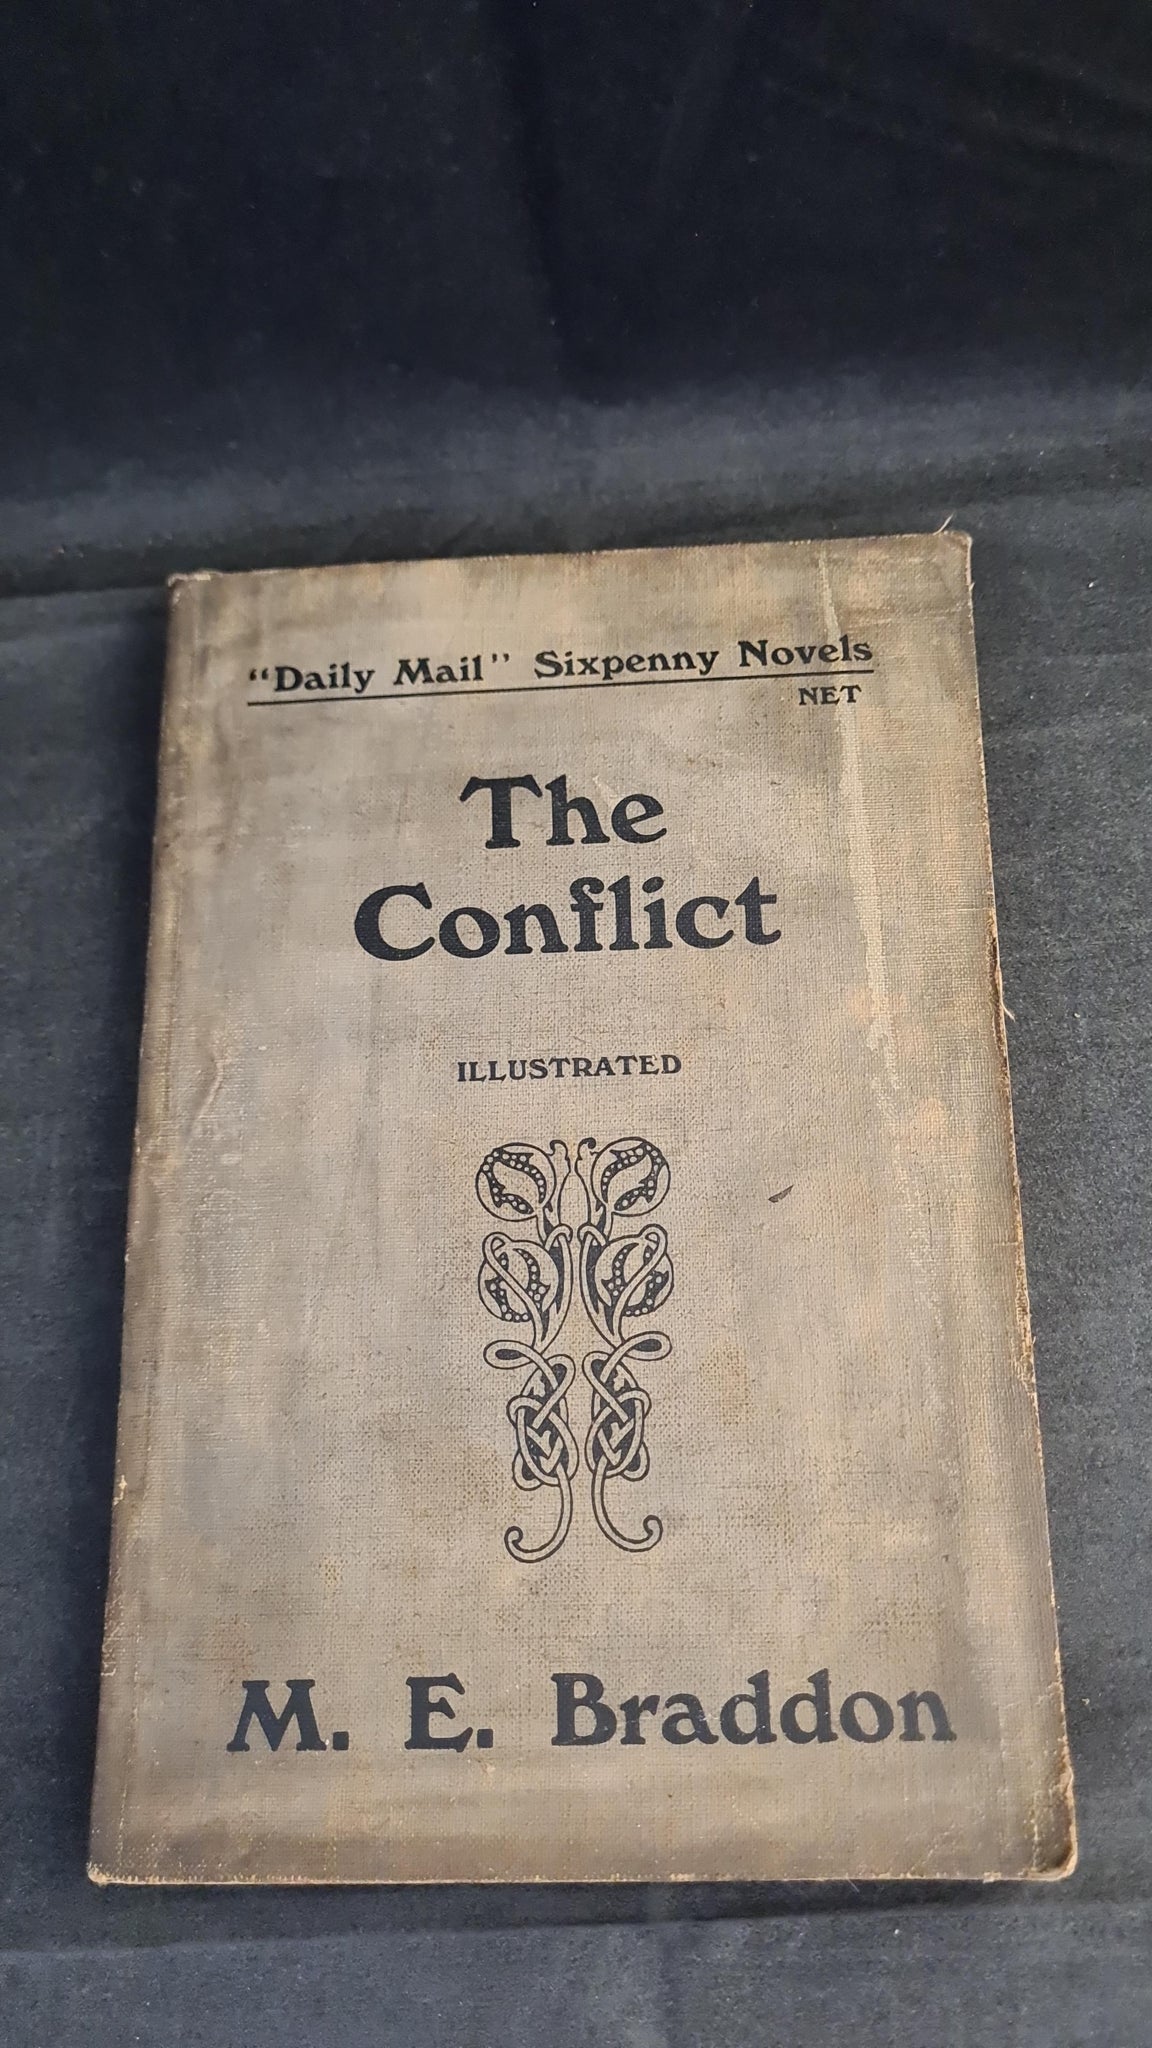 "Daily Mail" Sixpenny Novels
NET
The
Conflict
ILLUSTRATED
M. E. Braddon